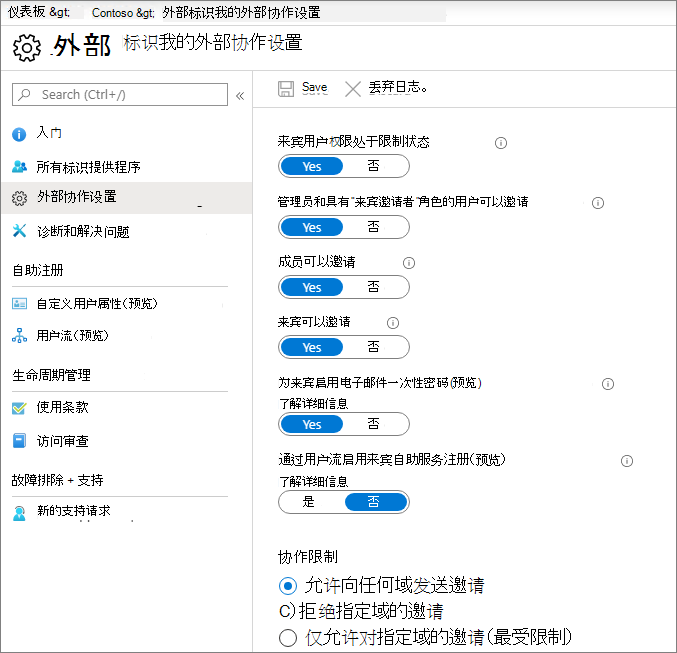 仪表板 &gt; Contoso &gt; 外部标识我的外部协作设置
外部 标识我的外部协作设置
Search (Ctrl+/)
«
入门
所有标识提供程序
外部协作设置
诊断和解决问题
自助注册
自定义用户属性(预览)
用户流(预览)
生命周期管理
使用条款
访问审查
故障排除 + 支持
新的支持请求
Save 丢弃日志。
来宾用户权限处于限制状态
Yes 否
管理员和具有"来宾邀请者"角色的用户可以邀请
Yes 否
成员可以邀请
Yes 否
来宾可以邀请
Yes 否
为来宾启用电子邮件一次性密码(预览)
了解详细信息
Yes 否
通过用户流启用来宾自助服务注册(预览)
了解详细信息
是 否
协作限制
允许向任何域发送邀请
C)拒绝指定域的邀请
仅允许对指定域的邀请(最受限制)